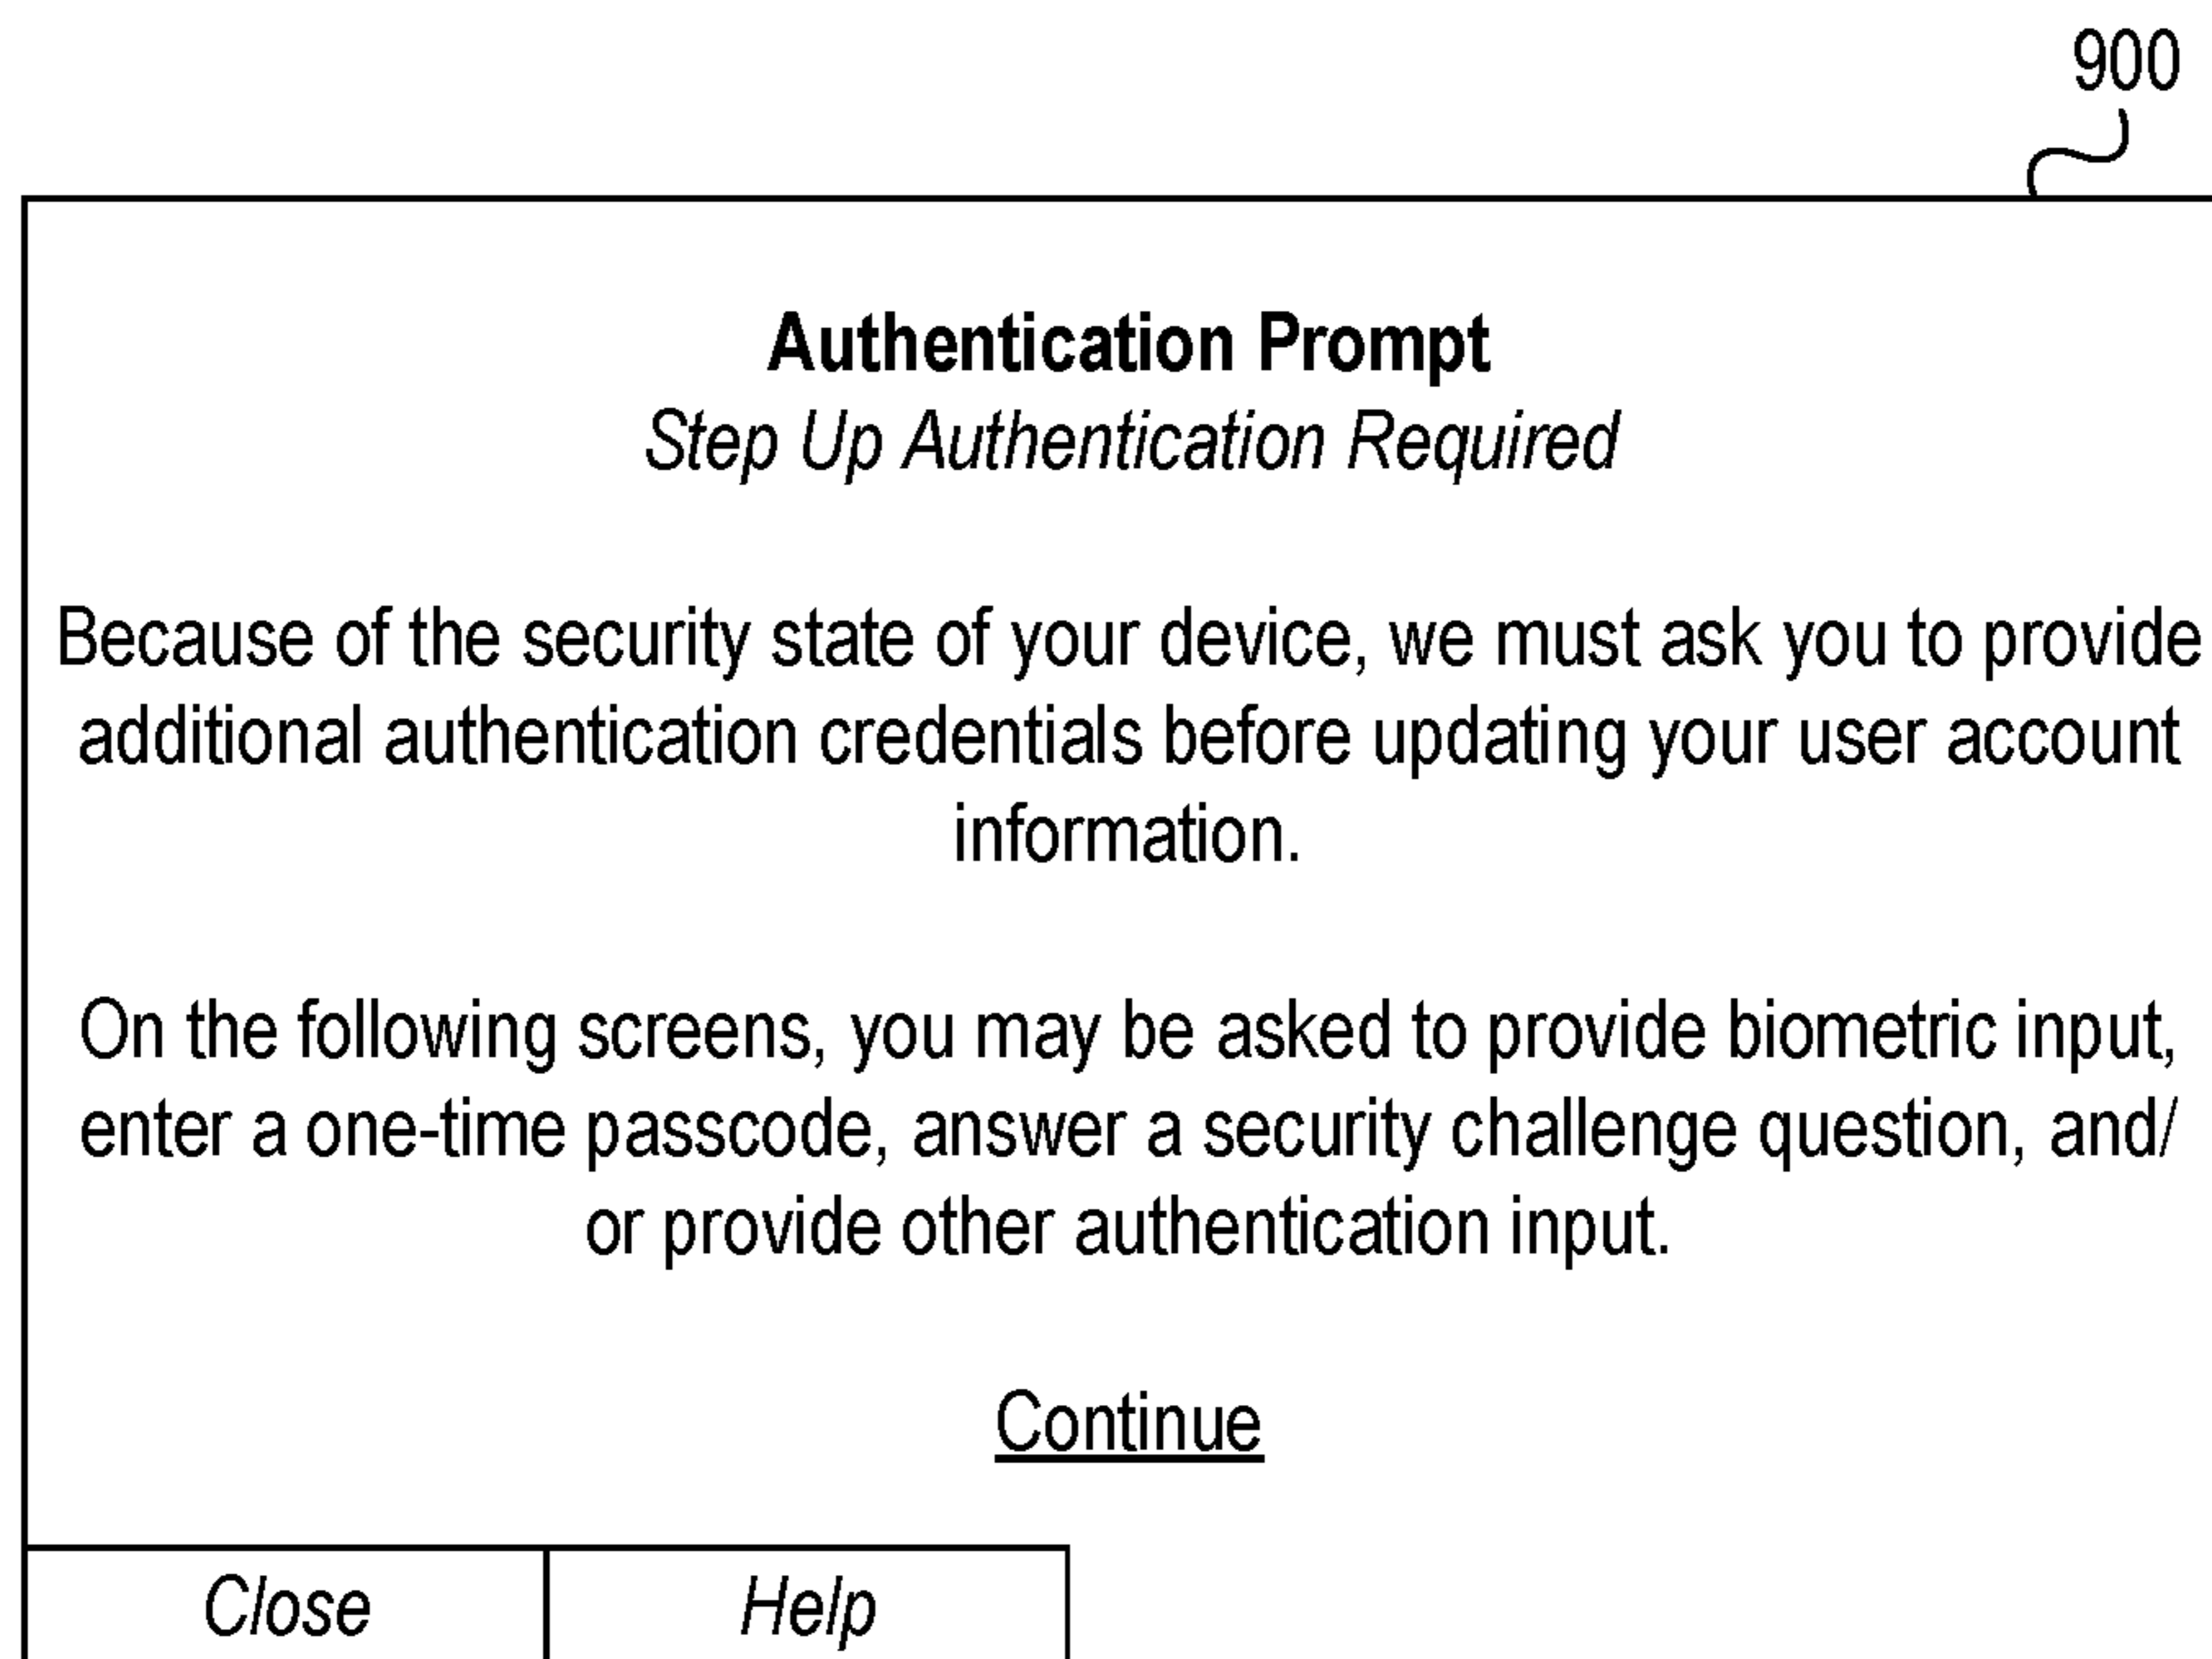 900
Authentication Prompt
Step Up Authentication Required
Because of the security state of your device, we must ask you to provide
additional authentication credentials before updating your user account
information.
On the following screens, you may be asked to provide biometric input,
enter a one-time passcode, answer a security challenge question, and/
or provide other authentication input.
Continue
Close Help